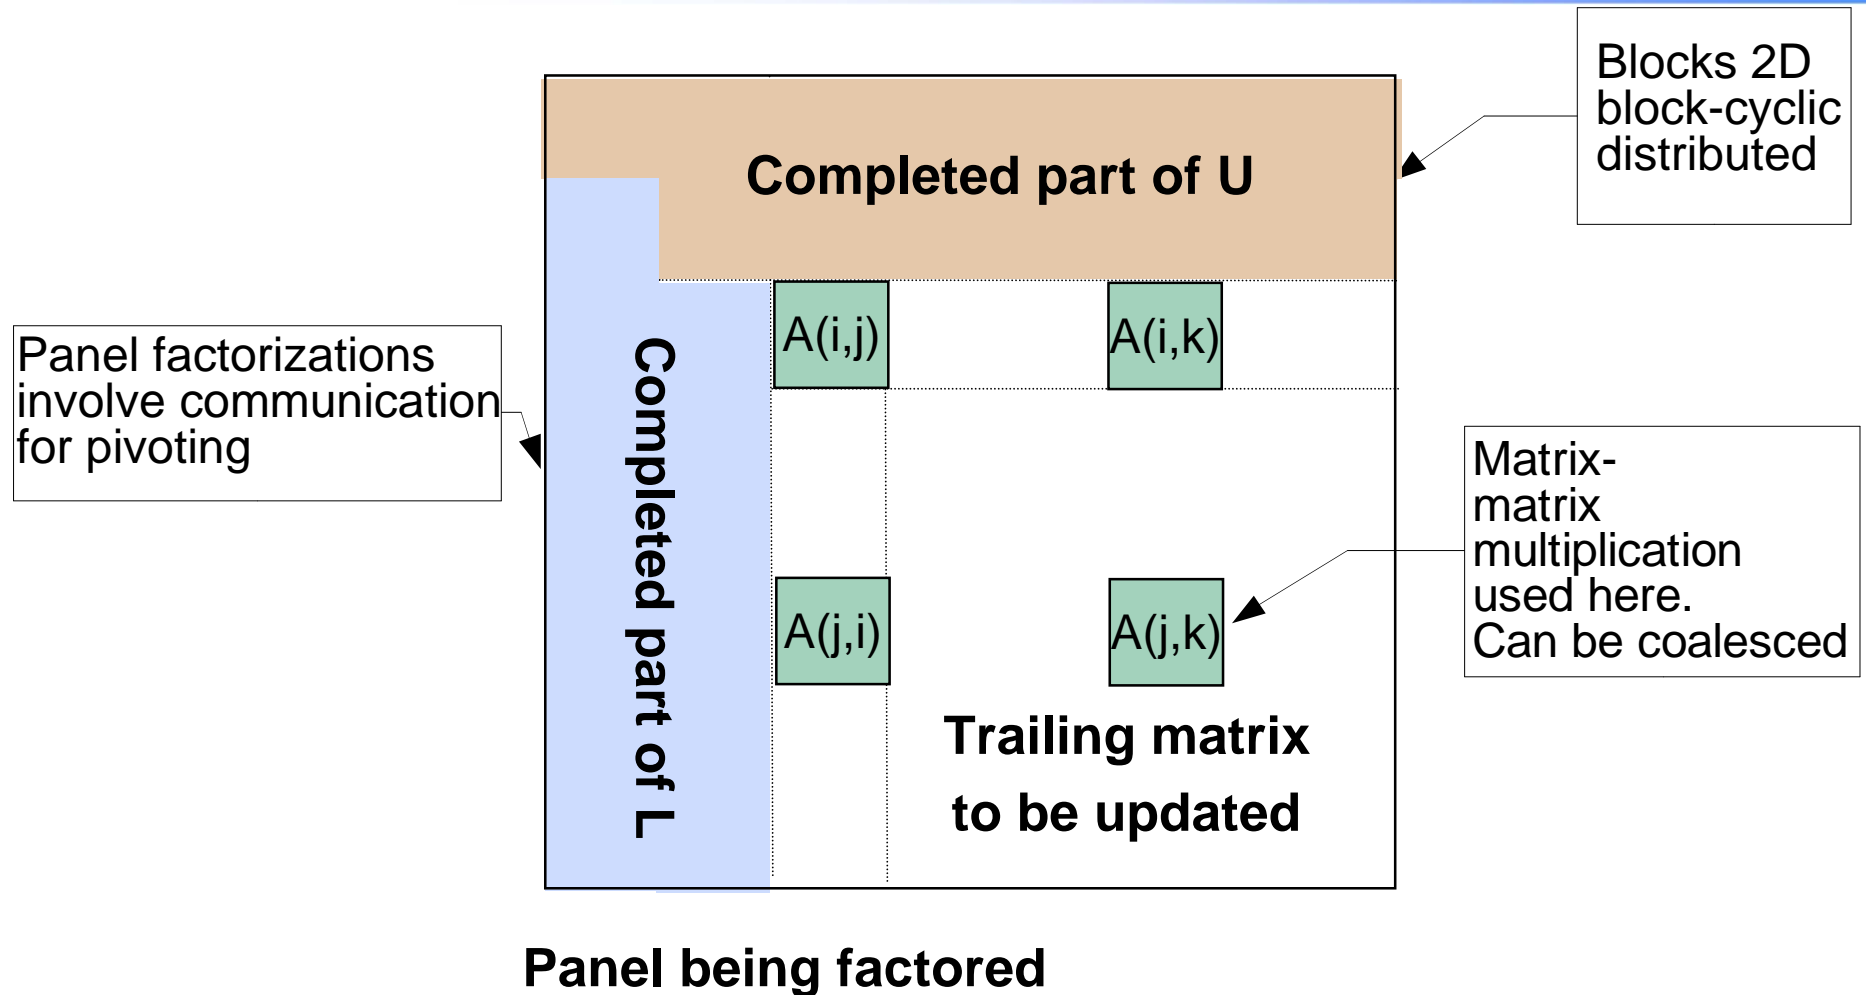 Blocks 2D
block-cyclic
distributed
Completed part of U
Panel factorizations
involve communication
for pivoting
Completed part of L
A(i,j)
A(i,k)
A(j,i)
A(j,k)
Matrix-
matrix
multiplication
used here.
Can be coalesced
Trailing matrix
to be updated
Panel being factored